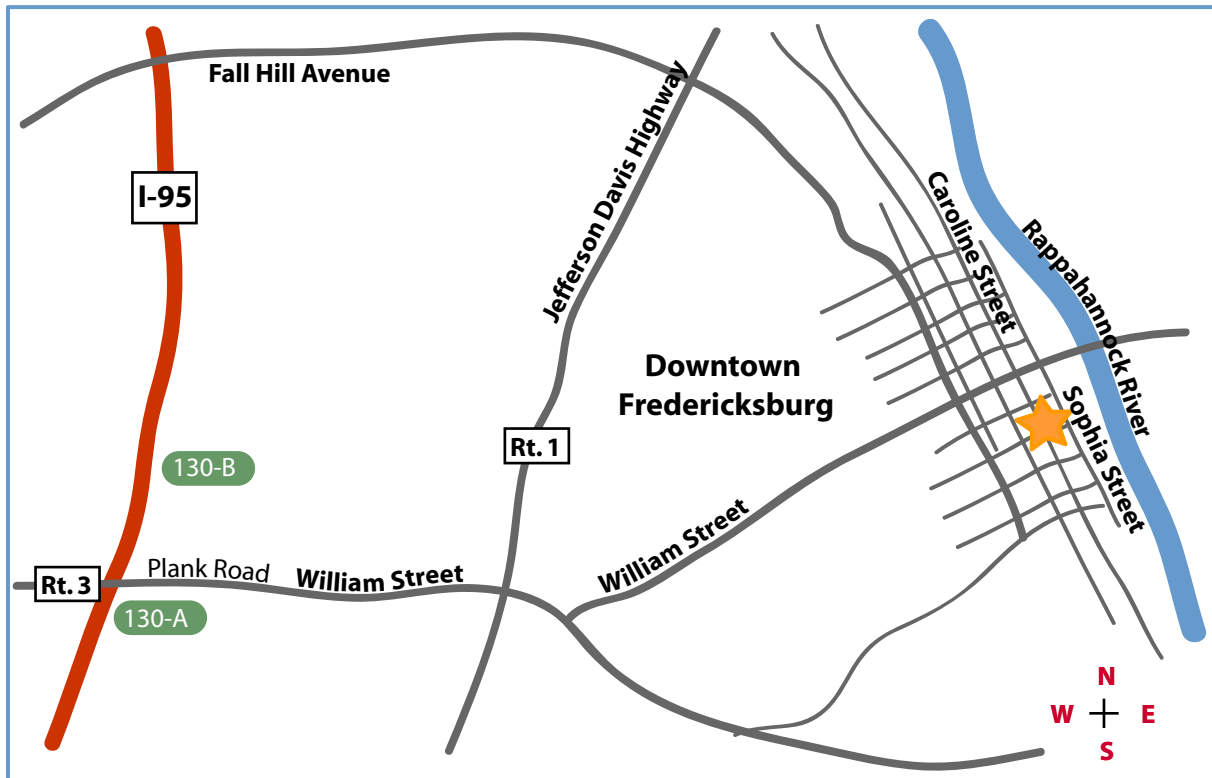 Fall Hill Avenue
Jefferson Davis Highway
I-95
Caroline Street
Rappahannock River
Downtown
Fredericksburg
Sophia Street
Rt. 1
130-B
William Street
Plank Road
William Street
Rt. 3
130-A
N
W
E
S